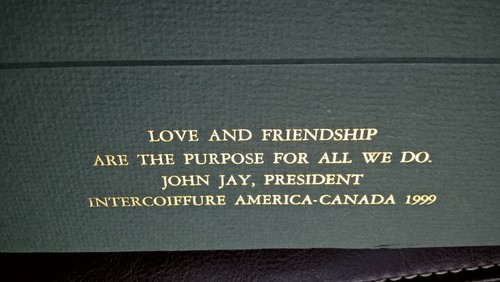 LOVE AND FRIENDSHIP
ARE THE PURPOSE FOR ALL WE DO.
JOHN JAY, PRESIDENT
INTERCOIFFURE AMERICA-CANADA 1999